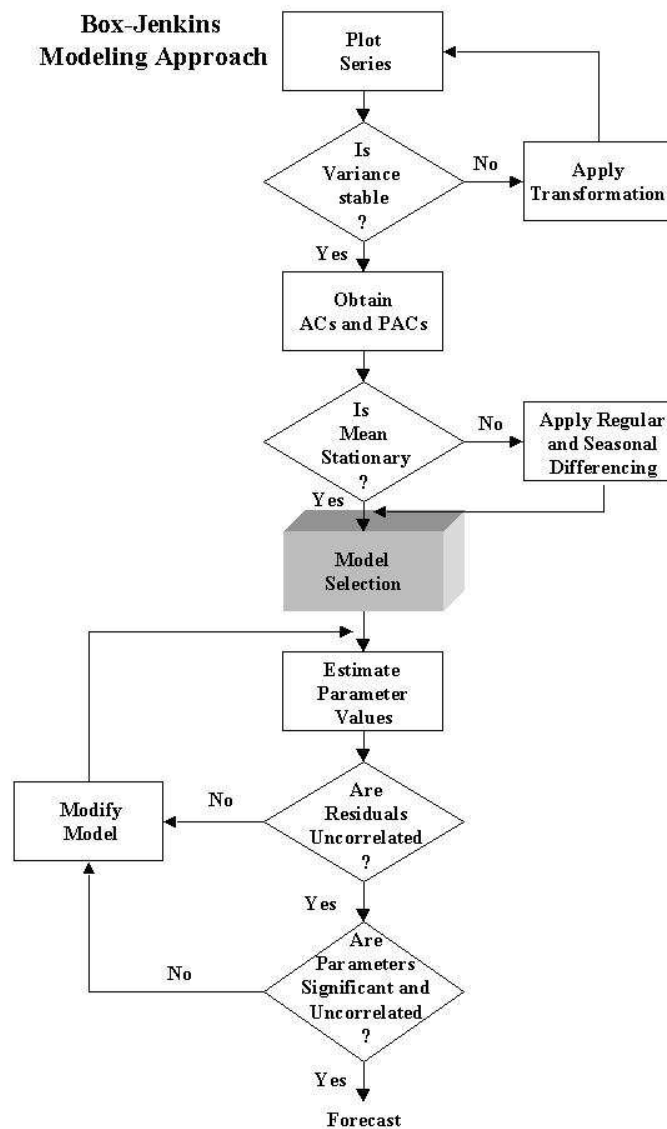 Box-Jenkins
Modeling Approach
Plot
Series
Is
Variance
stable
?
No
Apply
Transformation
Yes
Obtain
ACs and PACs
Is
Mean
Stationary
?
No
Apply Regular
and Seasonal
Differencing
Yes
Model
Selection
Estimate
Parameter
Values
Are
Residuals
Uncorrelated
?
No
Modify
Model
Yes
Are
Parameters
Significant and
Uncorrelated
?
No
Yes
Forecast